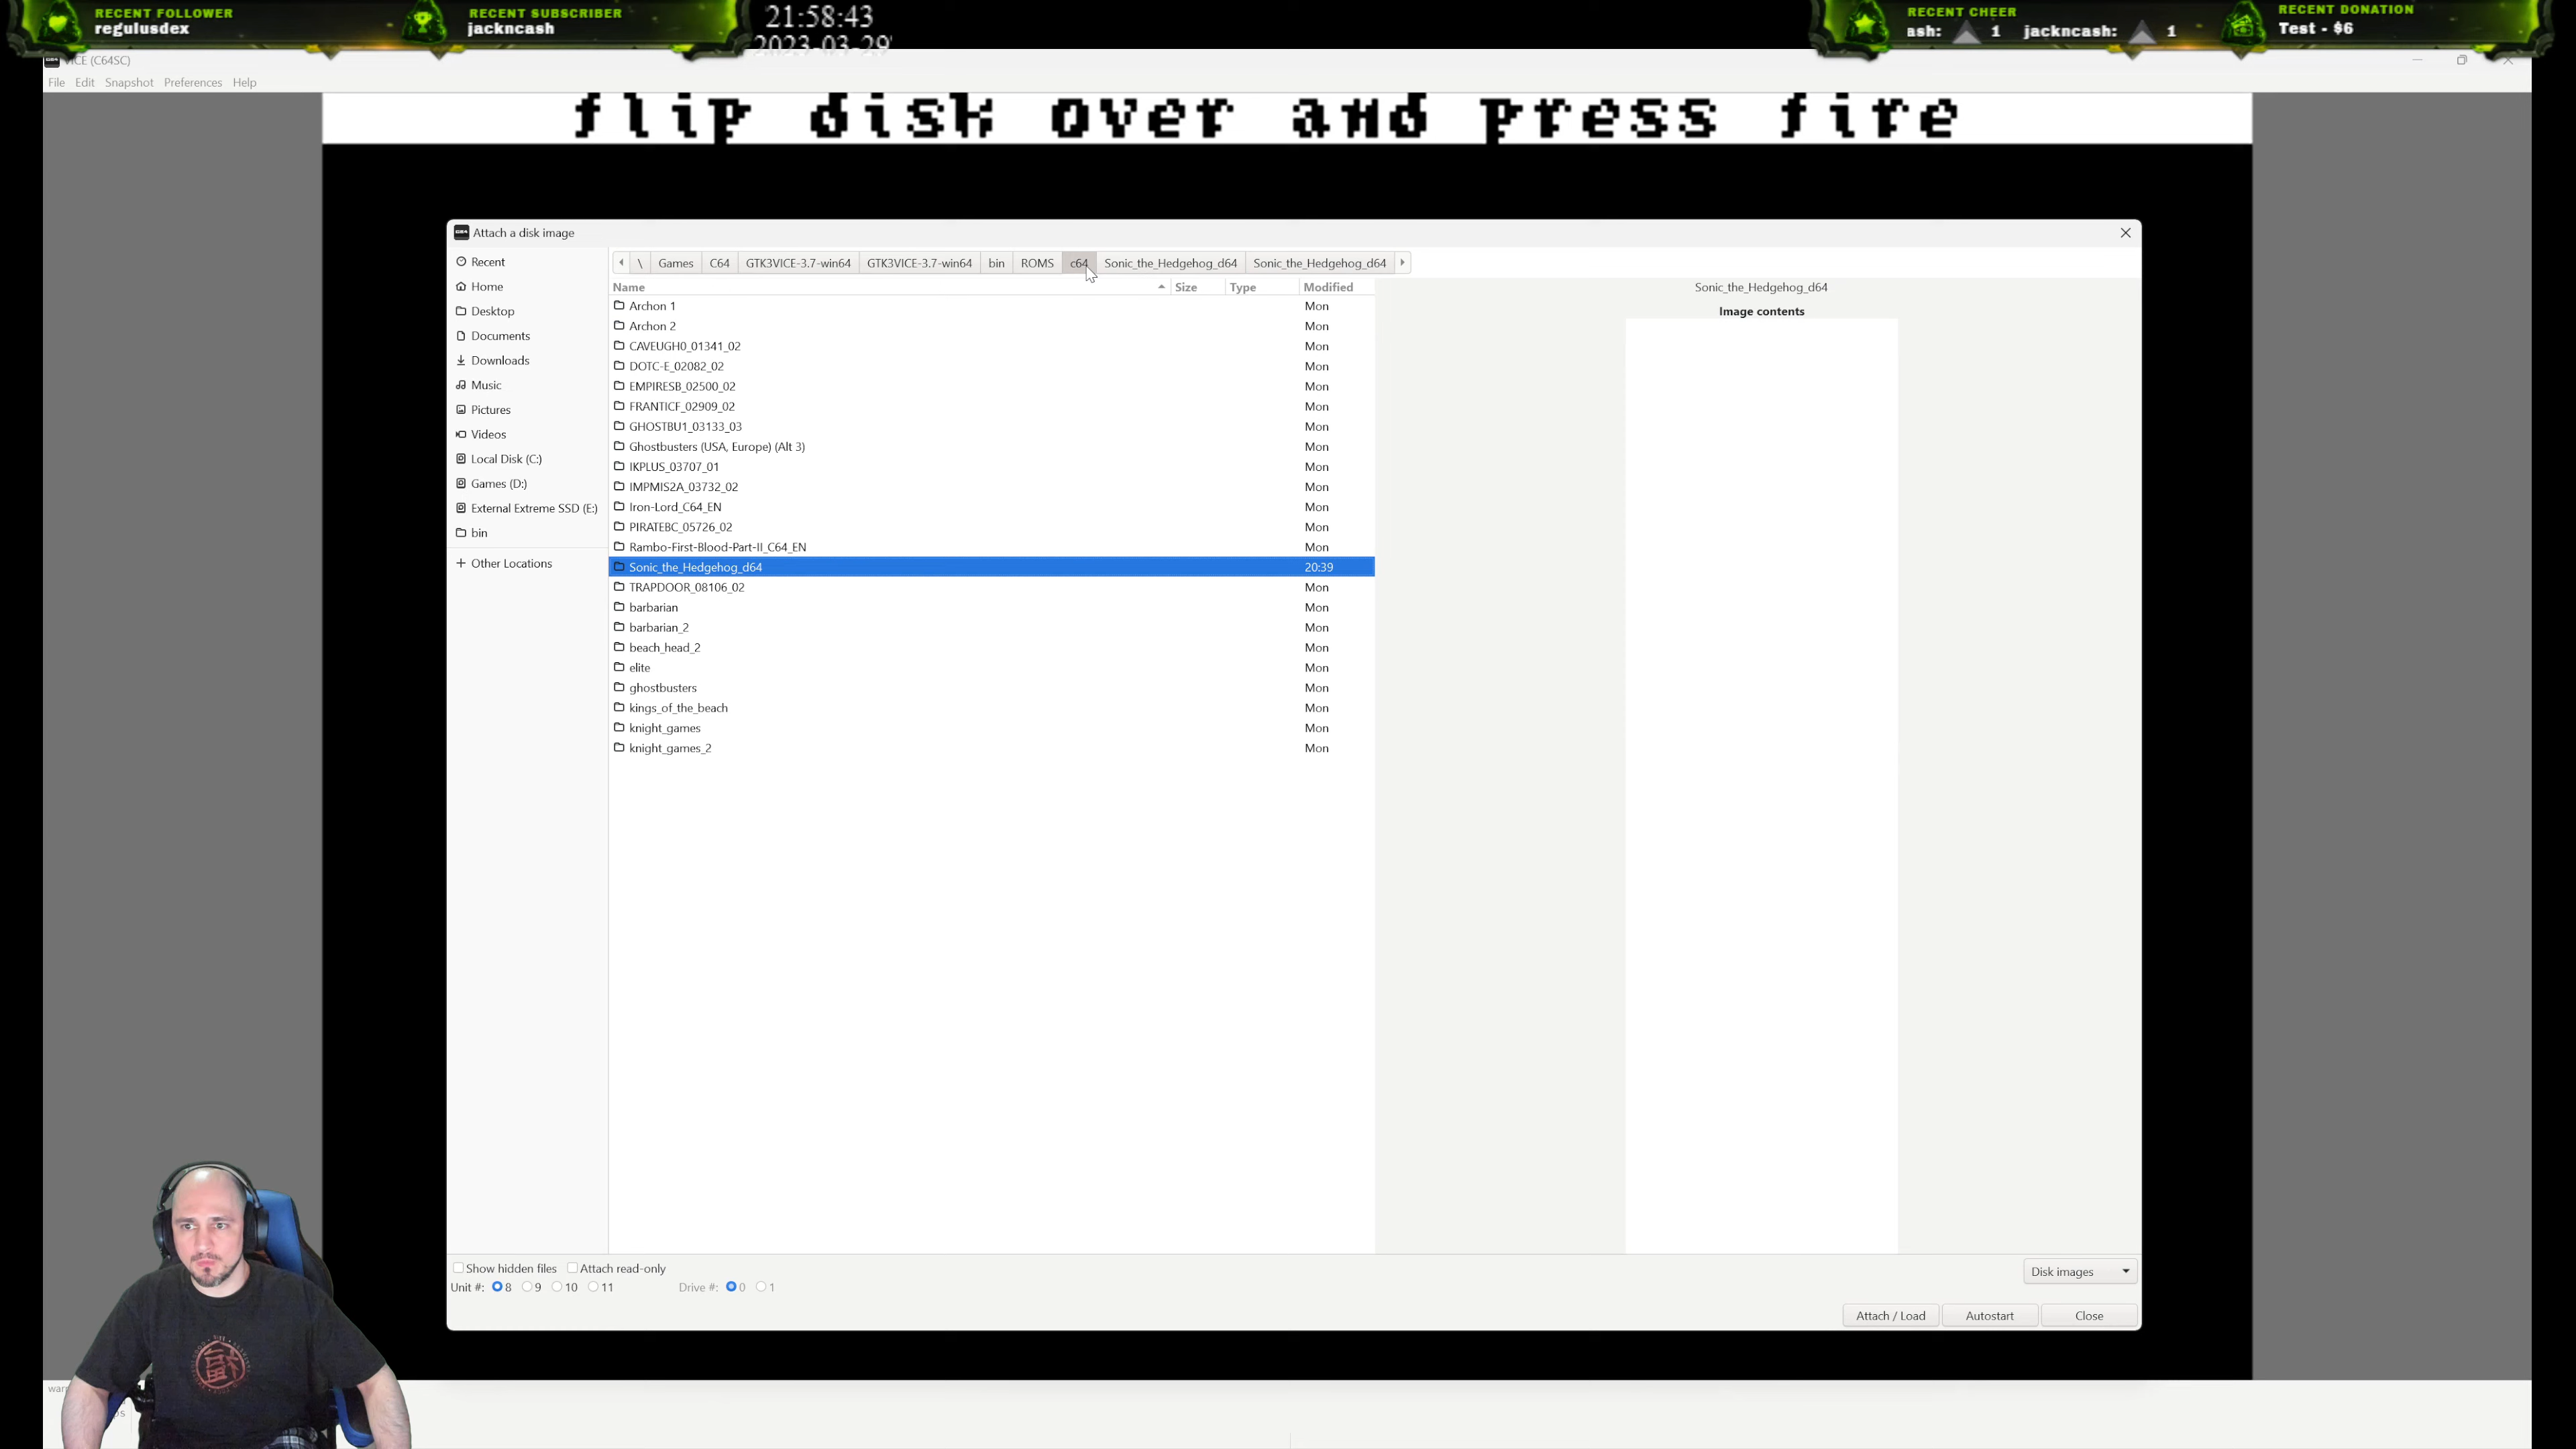 RECENT FOLLOWER
regulusdex
RECENT SUBSCRIBER
jackncash
21:58:43
2023-03-29
RECENT CHEER
ash: 1 jackncash: 1
RECENT DONATION
Test - $6
(C64SC)
File Edit Snapshot Preferences Help
flip disk over and press fire
Attach a disk image
Recent
Home
Desktop
Documents
Downloads
Music
Pictures
Videos
Local Disk (C:)
Games (D:)
External Extreme SSD (E:)
bin
Other Locations
\ Games C64 GTK3VICE-3.7-win64 GTK3VICE-3.7-win64 bin ROMS c64 Sonic_the_Hedgehog_d64 Sonic_the_Hedgehog_d64
Name Size Type Modified
Archon 1 Mon
Archon 2 Mon
CAVEUGH0_01341_02 Mon
DOTC-E_02082_02 Mon
EMPIRESB_02500_02 Mon
FRANTICF_02909_02 Mon
GHOSTBU1_03133_03 Mon
Ghostbusters (USA, Europe) (Alt 3) Mon
IKPLUS_03707_01 Mon
IMPMIS2A_03732_02 Mon
Iron-Lord_C64_EN Mon
PIRATEBC_05726_02 Mon
Rambo-First-Blood-Part-II_C64_EN Mon
Sonic_the_Hedgehog_d64 20:39
TRAPDOOR_08106_02 Mon
barbarian Mon
barbarian_2 Mon
beach_head_2 Mon
elite Mon
ghostbusters Mon
kings_of_the_beach Mon
knight_games Mon
knight_games_2 Mon
Sonic_the_Hedgehog_d64
Image contents
Show hidden files Attach read-only
Unit #: 8 9 10 11 Drive #: 0 1
Disk images
Attach / Load Autostart Close